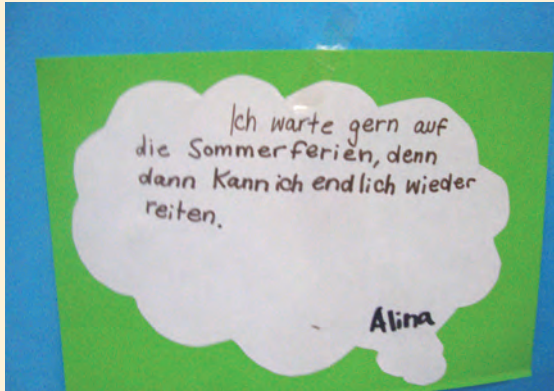 Ich warte gern auf
die Sommerferien, denn
dann Kann ich endlich wieder
reiten.
Alina